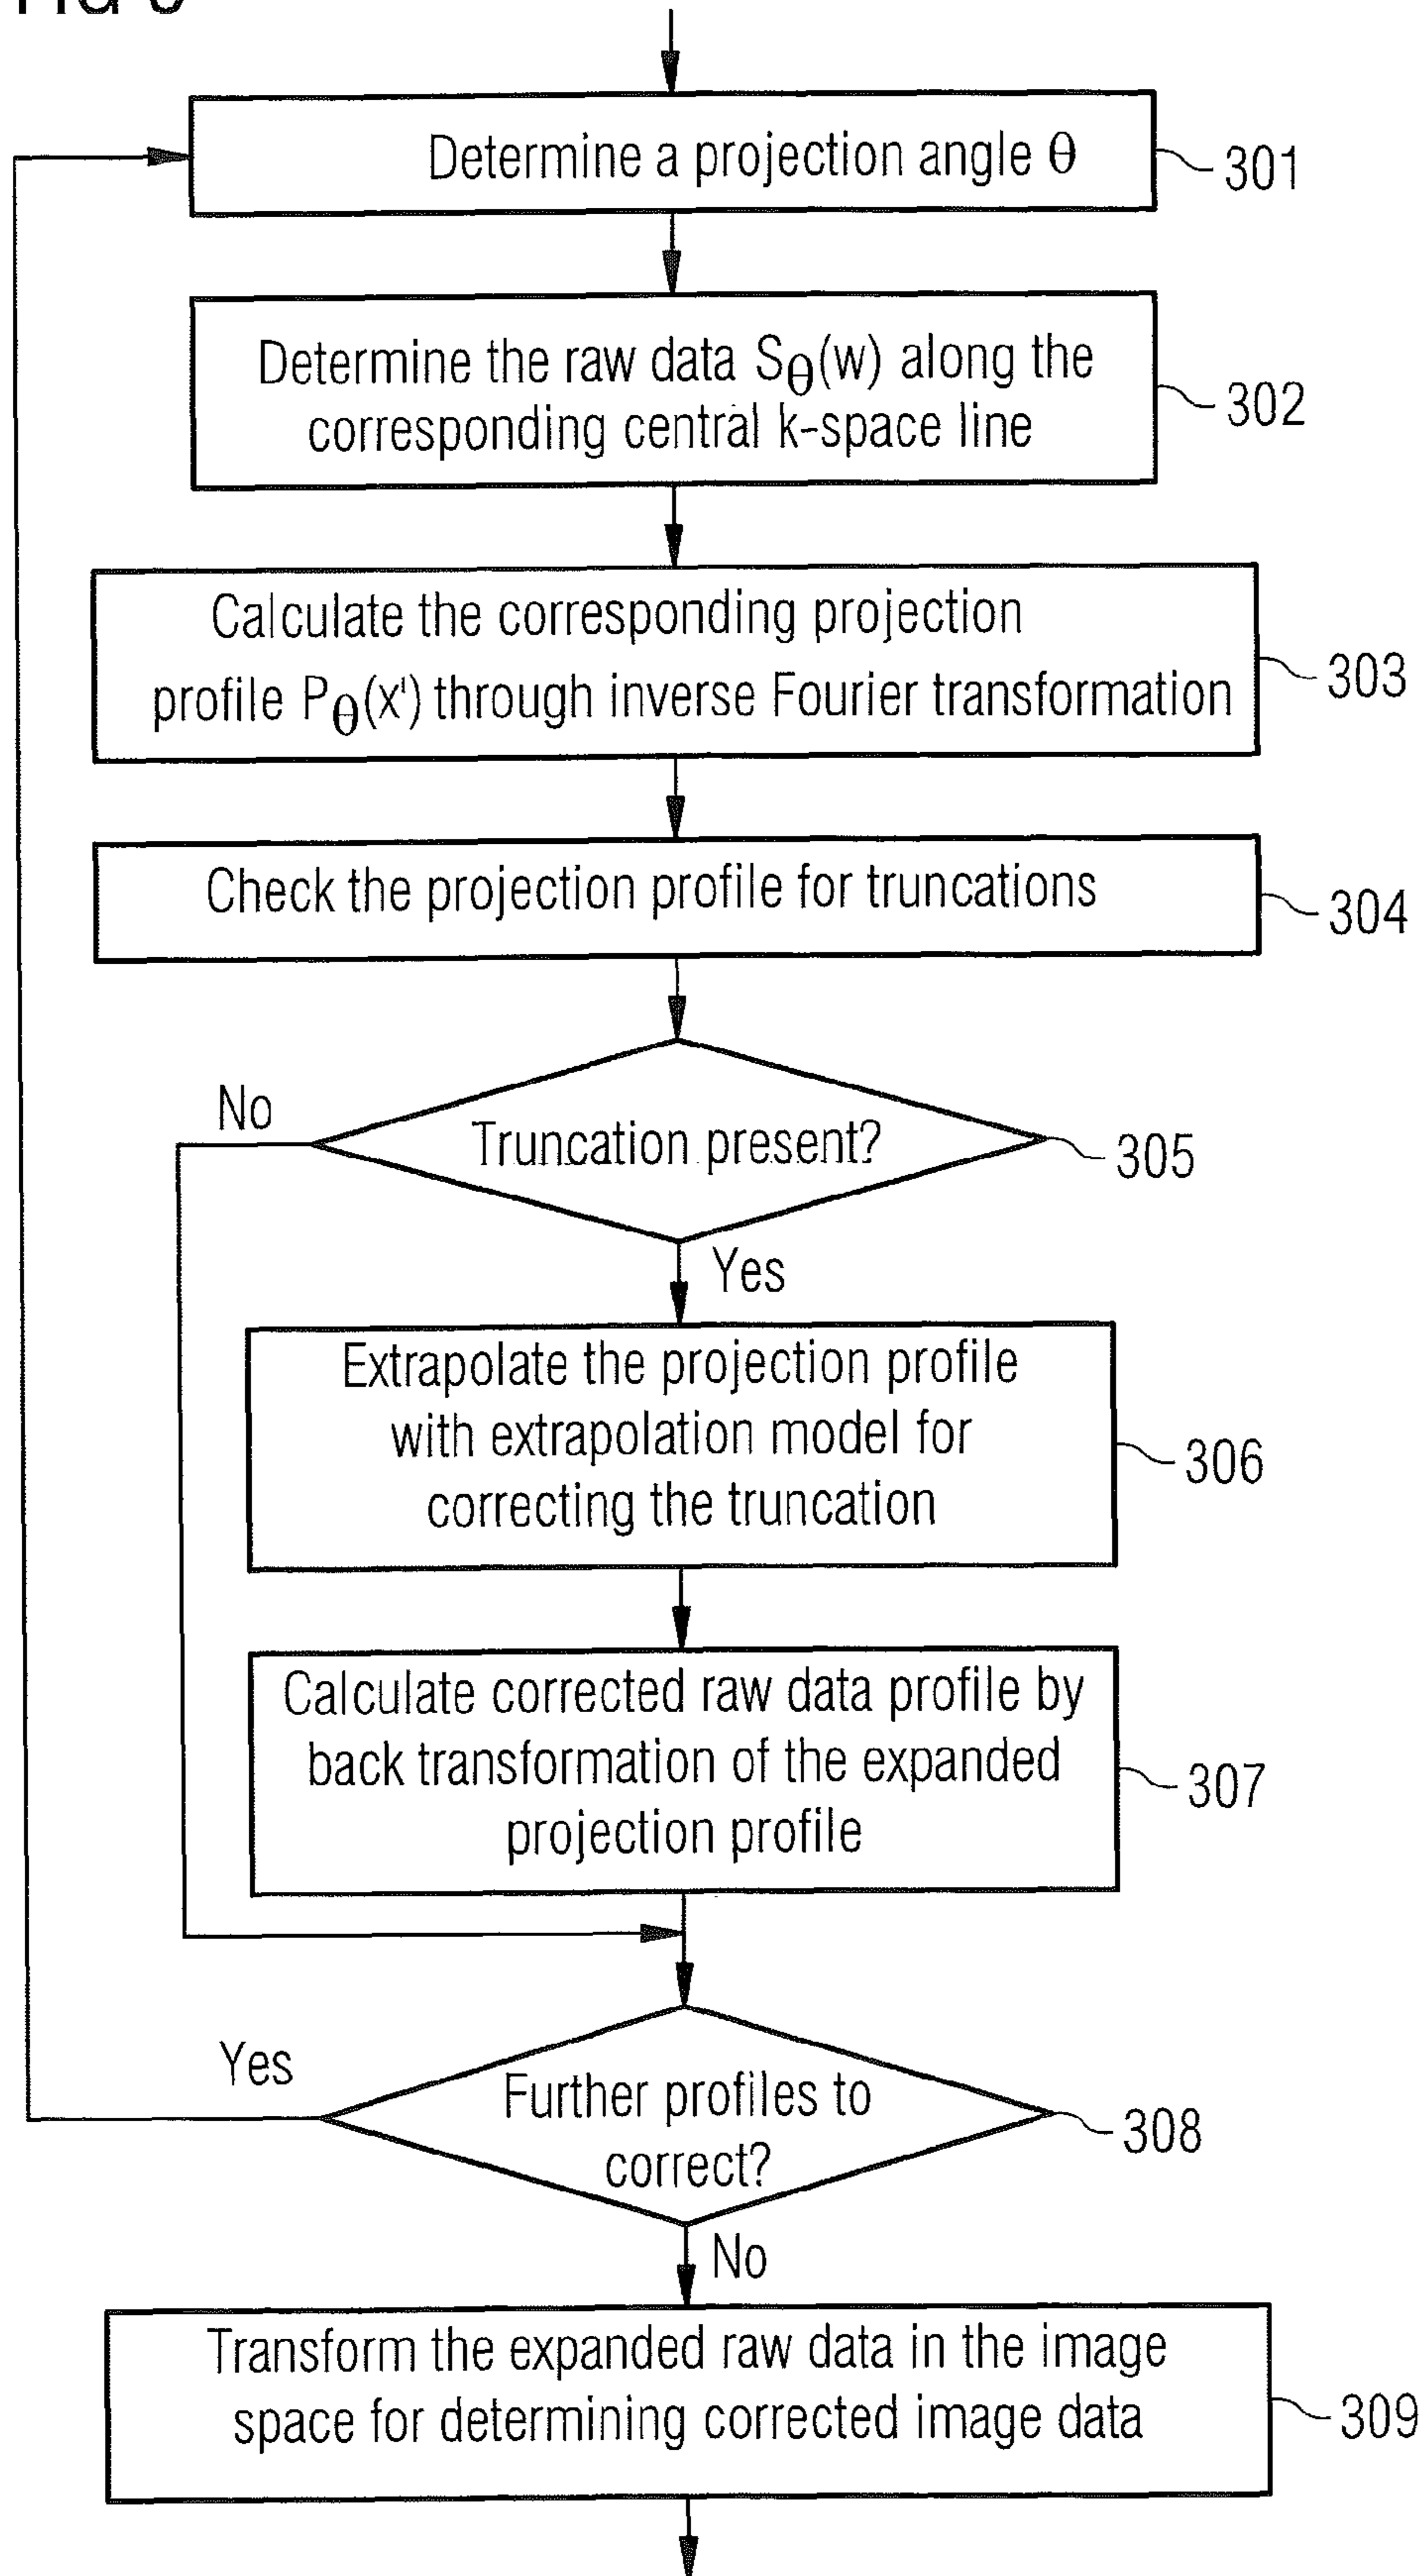 Determine a projection angle θ
301
Determine the raw data Sθ(w) along the
corresponding central k-space line
302
Calculate the corresponding projection
profile Pθ(x') through inverse Fourier transformation
303
Check the projection profile for truncations
304
No
Truncation present?
305
Yes
Extrapolate the projection profile
with extrapolation model for
correcting the truncation
306
Calculate corrected raw data profile by
back transformation of the expanded
projection profile
307
Yes
Further profiles to
correct?
308
No
Transform the expanded raw data in the image
space for determining corrected image data
309